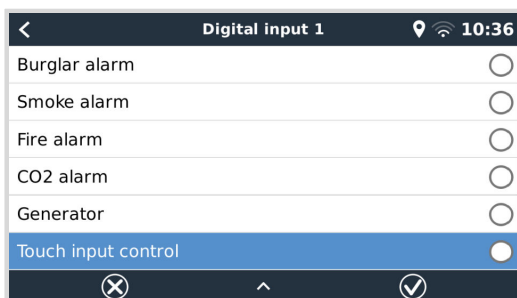 Digital input 1 10:36
Burglar alarm
Smoke alarm
Fire alarm
CO2 alarm
Generator
Touch input control